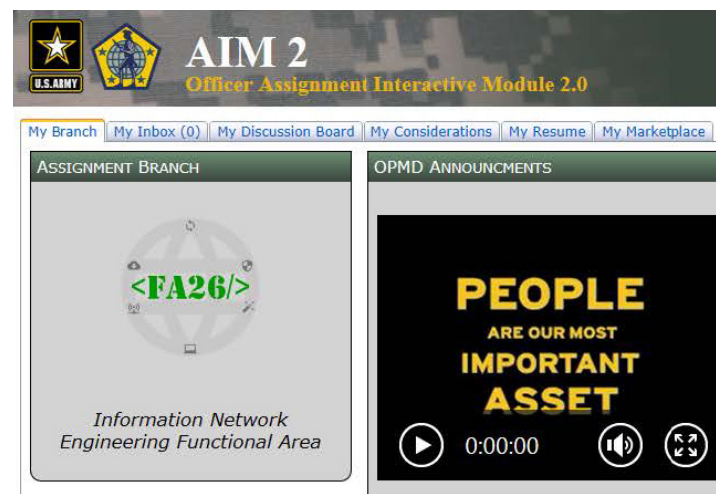 U.S.ARMY
AIM 2
Officer Assignment Interactive Module 2.0
My Branch
My Inbox (0)
My Discussion Board
My Considerations
My Resume
My Marketplace
ASSIGNMENT BRANCH
<FA26/>
Information Network
Engineering Functional Area
OPMD ANNOUNCMENTS
PEOPLE
ARE OUR MOST
IMPORTANT
ASSET
0:00:00